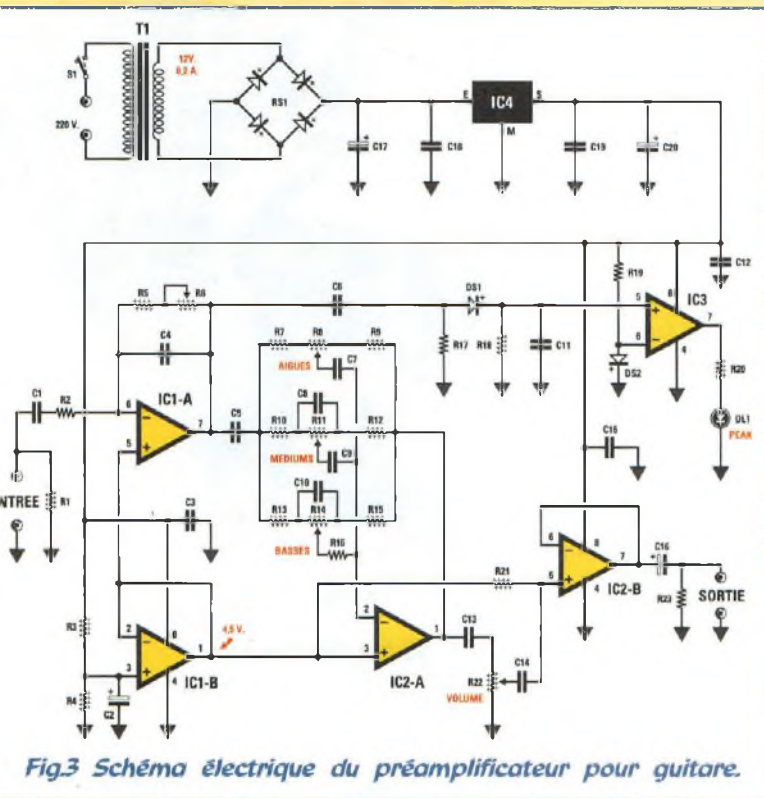 T1
S1
12V.
0,2 A.
220 V.
RS1
E
IC4
S
M
C17
C18
C19
C20
C12
R5
R6
C6
DS1
R19
IC3
C4
5
6
7
8
4
R17
R18
C11
DS2
R20
DL1
PEAK
R7
R8
R9
C7
AIGUES
C1
R2
6
5
7
IC1-A
C5
C8
R10
R11
R12
C9
MEDIUMS
C10
R13
R14
R15
BASSES
R16
C15
NTREE
R1
C3
R3
R4
C2
2
3
8
4
1
4,5 V.
IC1-B
2
3
1
IC2-A
C13
R22
C14
VOLUME
R21
6
5
8
4
7
IC2-B
C16
R23
SORTIE
Fig.3 Schéma électrique du préamplificateur pour guitare.